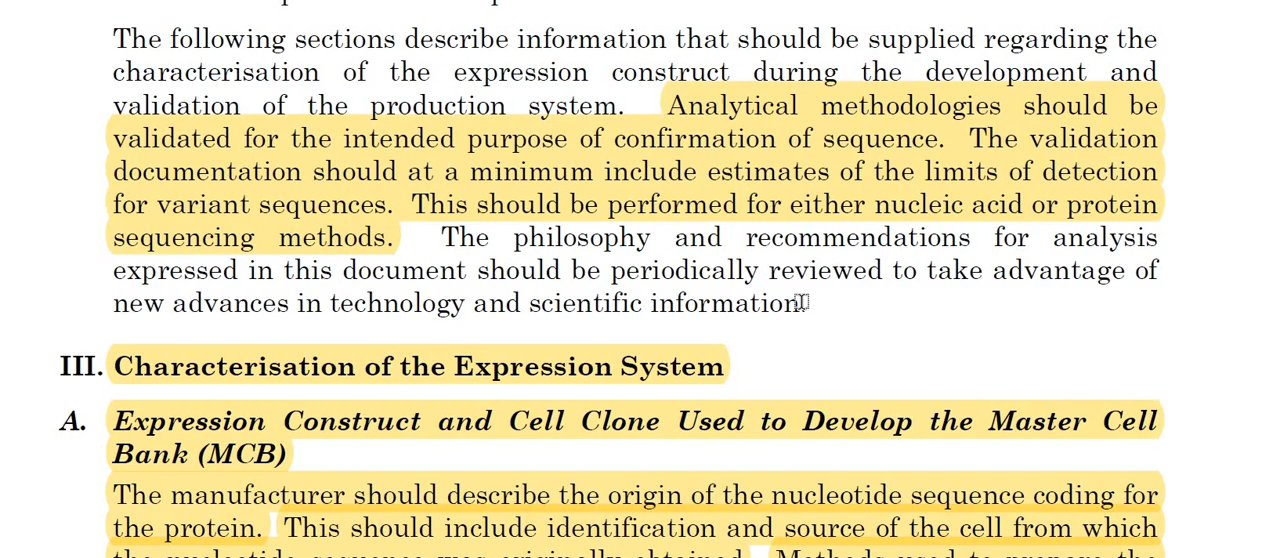 The following sections describe information that should be supplied regarding the
characterisation of the expression construct during the development and
validation of the production system. Analytical methodologies should be
validated for the intended purpose of confirmation of sequence. The validation
documentation should at a minimum include estimates of the limits of detection
for variant sequences. This should be performed for either nucleic acid or protein
sequencing methods. The philosophy and recommendations for analysis
expressed in this document should be periodically reviewed to take advantage of
new advances in technology and scientific information
III. Characterisation of the Expression System
A. Expression Construct and Cell Clone Used to Develop the Master Cell
Bank (MCB)
The manufacturer should describe the origin of the nucleotide sequence coding for
the protein. This should include identification and source of the cell from which